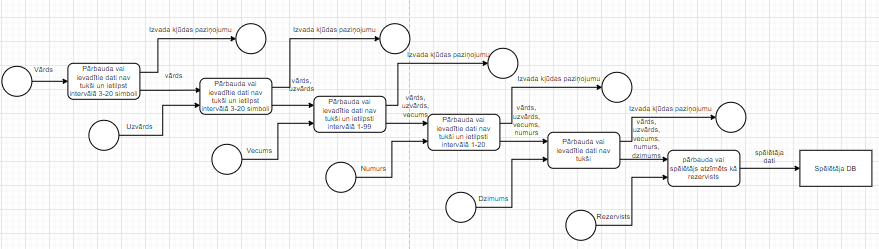 Vārds
Pārbauda vai
ievadītie dati nav
tukši un ietilpst
intervālā 3-20 simboli
Izvada kļūdas paziņojumu
vārds
Uzvārds
Pārbauda vai
ievadītie dati nav
tukši un ietilpst
intervālā 3-20 simboli
Izvada kļūdas paziņojumu
vārds,
uzvārds
Vecums
Pārbauda vai
ievadītie dati nav
tukši un ietilpsti
intervālā 1-99
Izvada kļūdas paziņojumu
vārds,
uzvārds,
vecums
Numurs
Pārbauda vai
ievadītie dati nav
tukši un ietilpsti
intervālā 1-20
Izvada kļūdas paziņojumu
vārds,
uzvārds,
vecums,
numurs
Dzimums
Pārbauda vai
ievadītie dati nav
tukši
Izvada kļūdas paziņojumu
vārds,
uzvārds,
vecums,
numurs,
dzimums
Rezervists
pārbauda vai
spēlētājs atzīmēts kā
rezervists
spēlētāja
dati
Spēlētāja DB